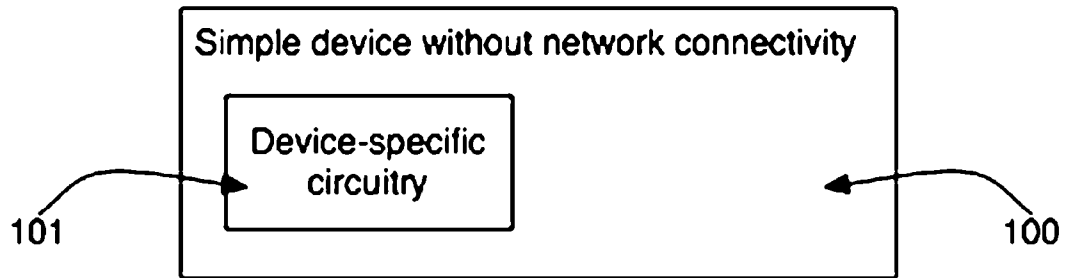 Simple device without network connectivity
Device-specific
circuitry
101
100